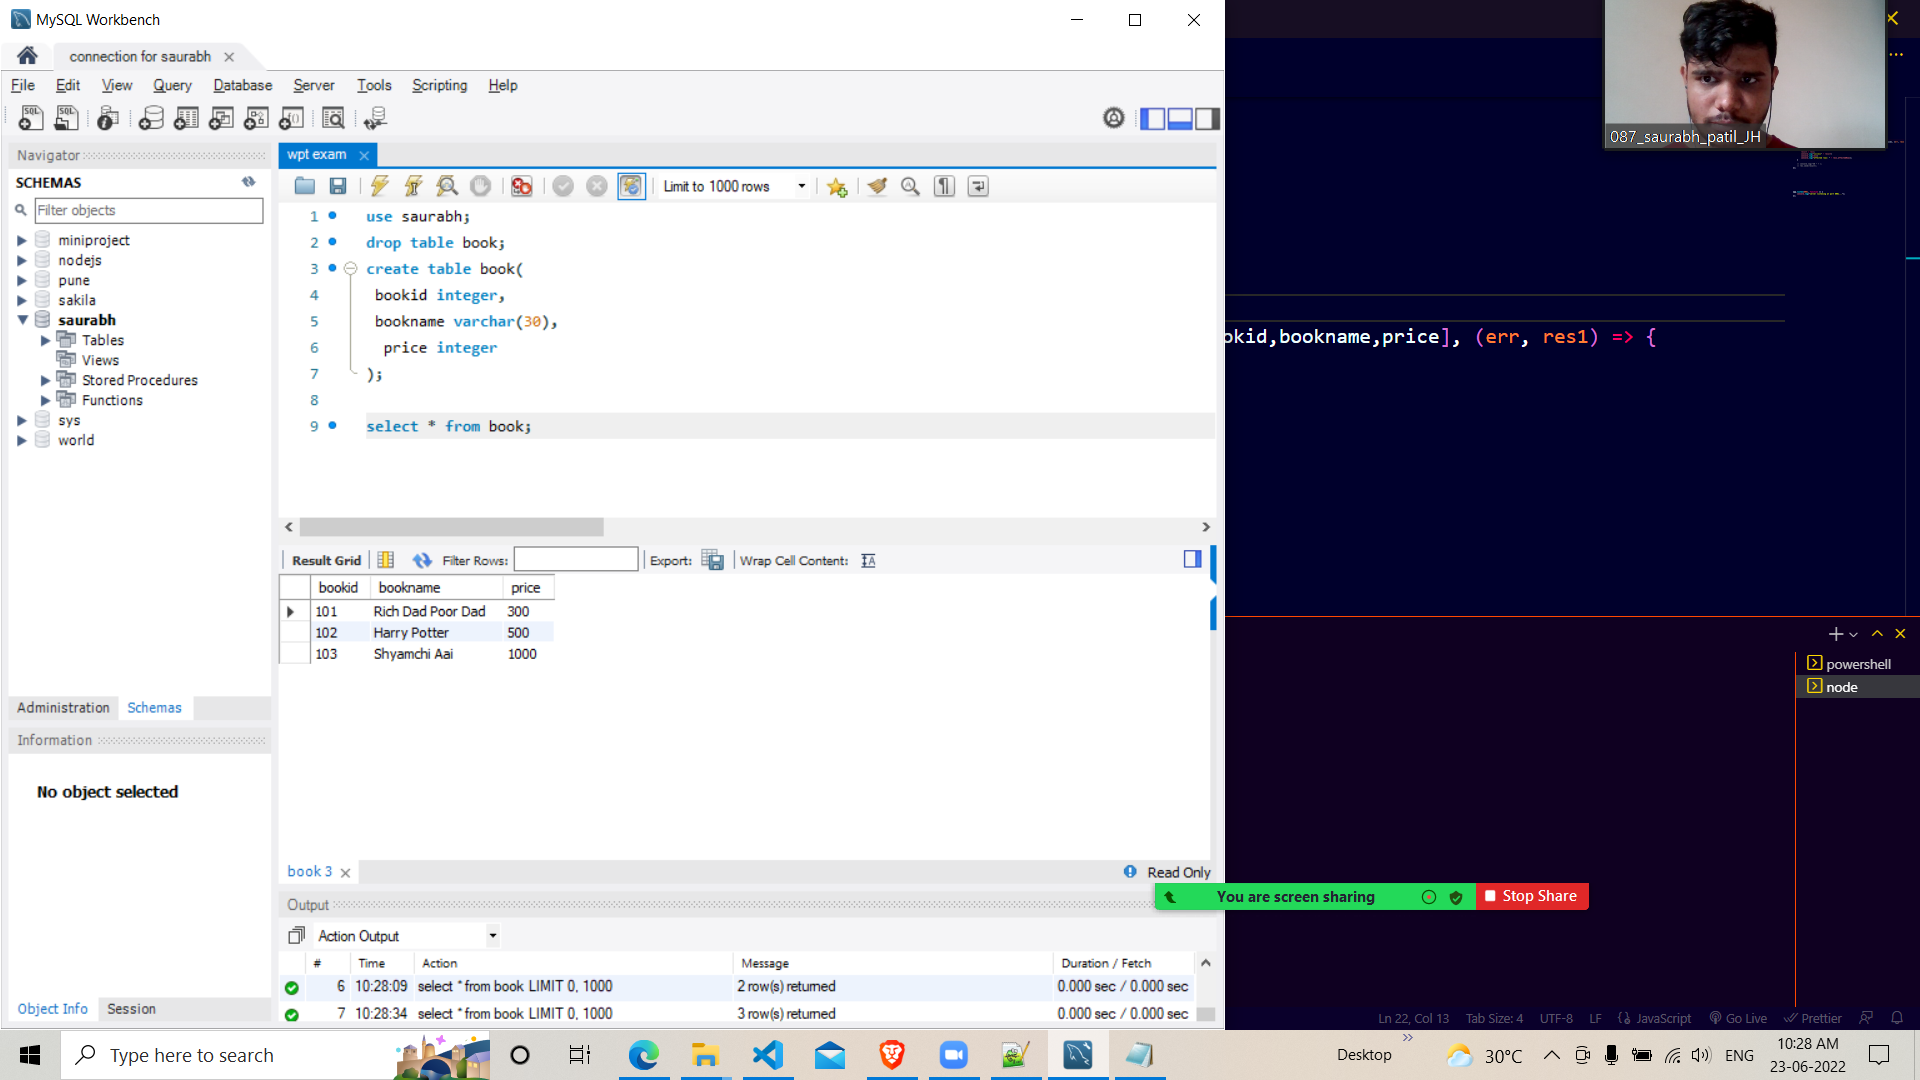 MySQL Workbench
connection for saurabh
File Edit View Query Database Server Tools Scripting Help
Navigator
SCHEMAS
Filter objects
miniproject
nodejs
pune
sakila
saurabh
Tables
Views
Stored Procedures
Functions
sys
world
Administration Schemas
Information
No object selected
Object Info Session
wpt exam
Limit to 1000 rows
1 use saurabh;
2 drop table book;
3 create table book(
4 bookid integer,
5 bookname varchar(30),
6 price integer
7 );
8
9 select * from book;
Result Grid Filter Rows: Export: Wrap Cell Content:
bookid bookname price
101 Rich Dad Poor Dad 300
102 Harry Potter 500
103 Shyamchi Aai 1000
book 3 Read Only
Output
Action Output
# Time Action Message Duration / Fetch
6 10:28:09 select * from book LIMIT 0, 1000 2 row(s) returned 0.000 sec / 0.000 sec
7 10:28:34 select * from book LIMIT 0, 1000 3 row(s) returned 0.000 sec / 0.000 sec
087_saurabh_patil_JH
okid,bookname,price], (err, res1) => {
powershell
node
You are screen sharing Stop Share
Ln 22, Col 13 Tab Size: 4 UTF-8 LF JavaScript Go Live Prettier
Type here to search
Desktop
30°C
ENG
10:28 AM
23-06-2022